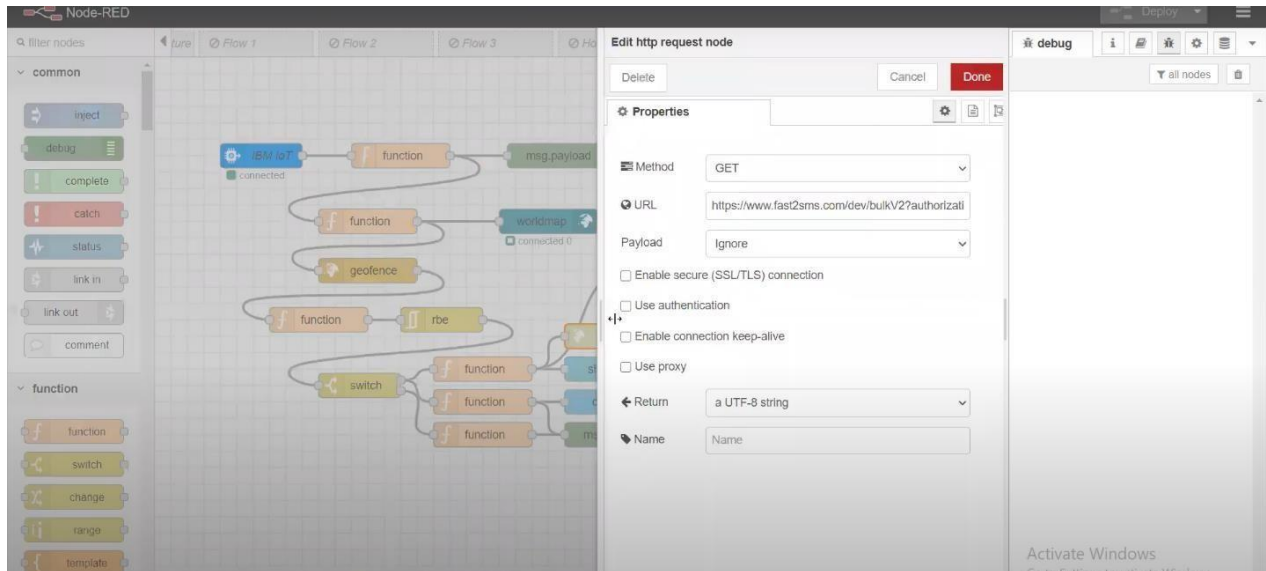 Node-RED
Deploy
filter nodes
ture
Flow 1
Flow 2
Flow 3
Ho
common
inject
debug
complete
catch
status
link in
link out
comment
function
function
switch
change
range
template
IBM IoT
connected
function
msg.payload
function
worldmap
connected 0
geofence
function
rbe
switch
function
function
function
Edit http request node
Delete
Cancel
Done
Properties
Method
GET
URL
https://www.fast2sms.com/dev/bulkV2?authorizati
Payload
Ignore
Enable secure (SSL/TLS) connection
Use authentication
Enable connection keep-alive
Use proxy
Return
a UTF-8 string
Name
Name
debug
i
all nodes
Activate Windows